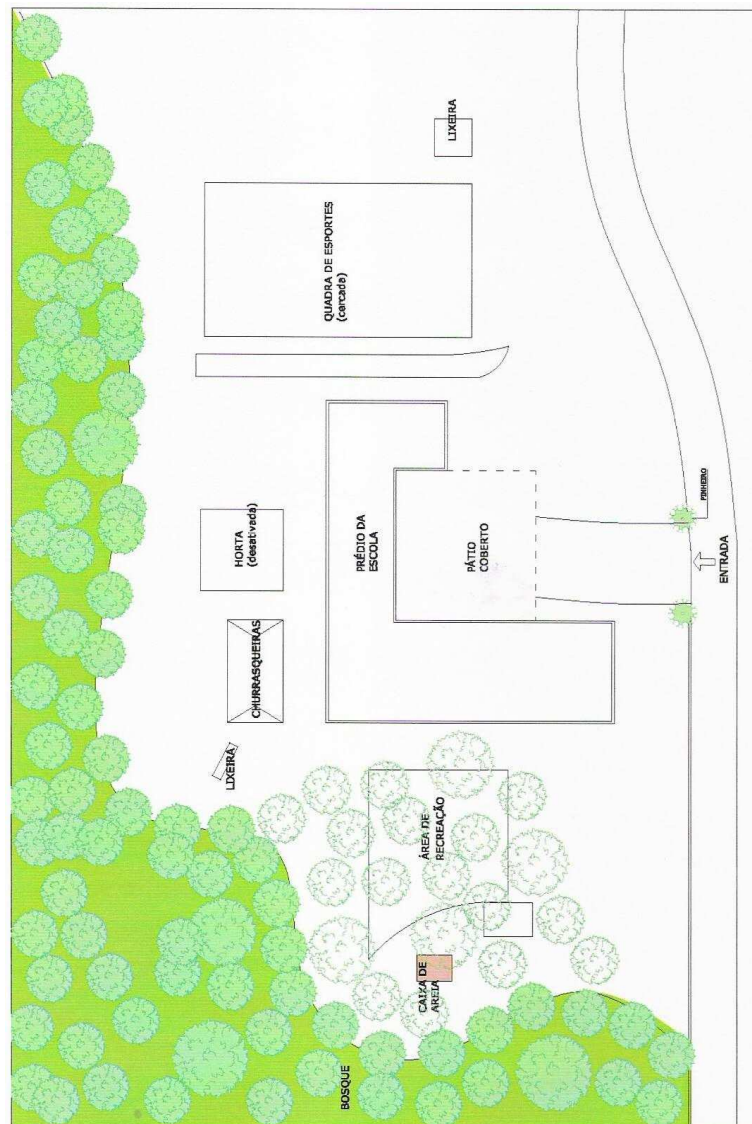 LIXEIRA
QUADRA DE ESPORTES
(cercada)
HORTA
(desativada)
PRÉDIO DA
ESCOLA
PÁTIO
COBERTO
PINHEIRO
ENTRADA
CHURRASQUEIRAS
LIXEIRA
ÁREA DE
RECREAÇÃO
CAIXA DE
AREIA
BOSQUE